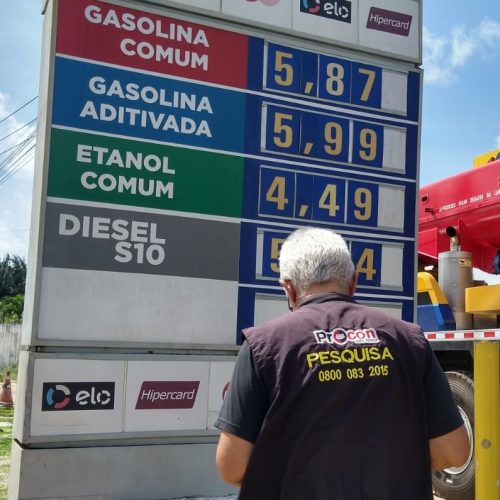 elo
Hipercard
GASOLINA
COMUM
5,87
GASOLINA
ADITIVADA
5,99
ETANOL
COMUM
4,49
DIESEL
S10
elo
Hipercard
Procon
PESQUISA
0800 083 2015